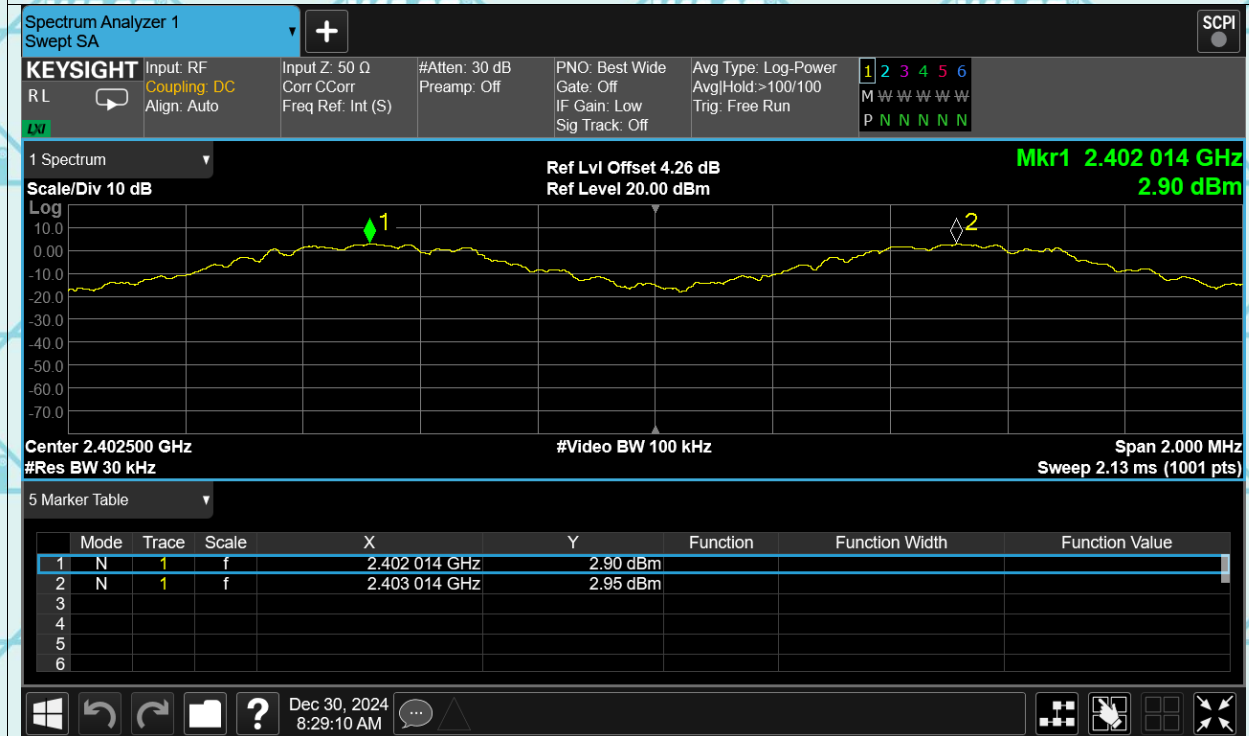 Spectrum Analyzer 1
Swept SA
+
SCPI
KEYSIGHT
RL
LXI
Input: RF
Coupling: DC
Align: Auto
Input Z: 50 Ω
Corr CCorr
Freq Ref: Int (S)
#Atten: 30 dB
Preamp: Off
PNO: Best Wide
Gate: Off
IF Gain: Low
Sig Track: Off
Avg Type: Log-Power
Avg|Hold:>100/100
Trig: Free Run
1 2 3 4 5 6
M W W W W W
P N N N N N
1 Spectrum
Scale/Div 10 dB
Ref Lvl Offset 4.26 dB
Ref Level 20.00 dBm
Mkr1 2.402 014 GHz
2.90 dBm
Log
10.0
0.00
-10.0
-20.0
-30.0
-40.0
-50.0
-60.0
-70.0
1
2
Center 2.402500 GHz
#Video BW 100 kHz
Span 2.000 MHz
#Res BW 30 kHz
Sweep 2.13 ms (1001 pts)
5 Marker Table
Mode Trace Scale X Y Function Function Width Function Value
1 N 1 f 2.402 014 GHz 2.90 dBm
2 N 1 f 2.403 014 GHz 2.95 dBm
3
4
5
6
?
Dec 30, 2024
8:29:10 AM